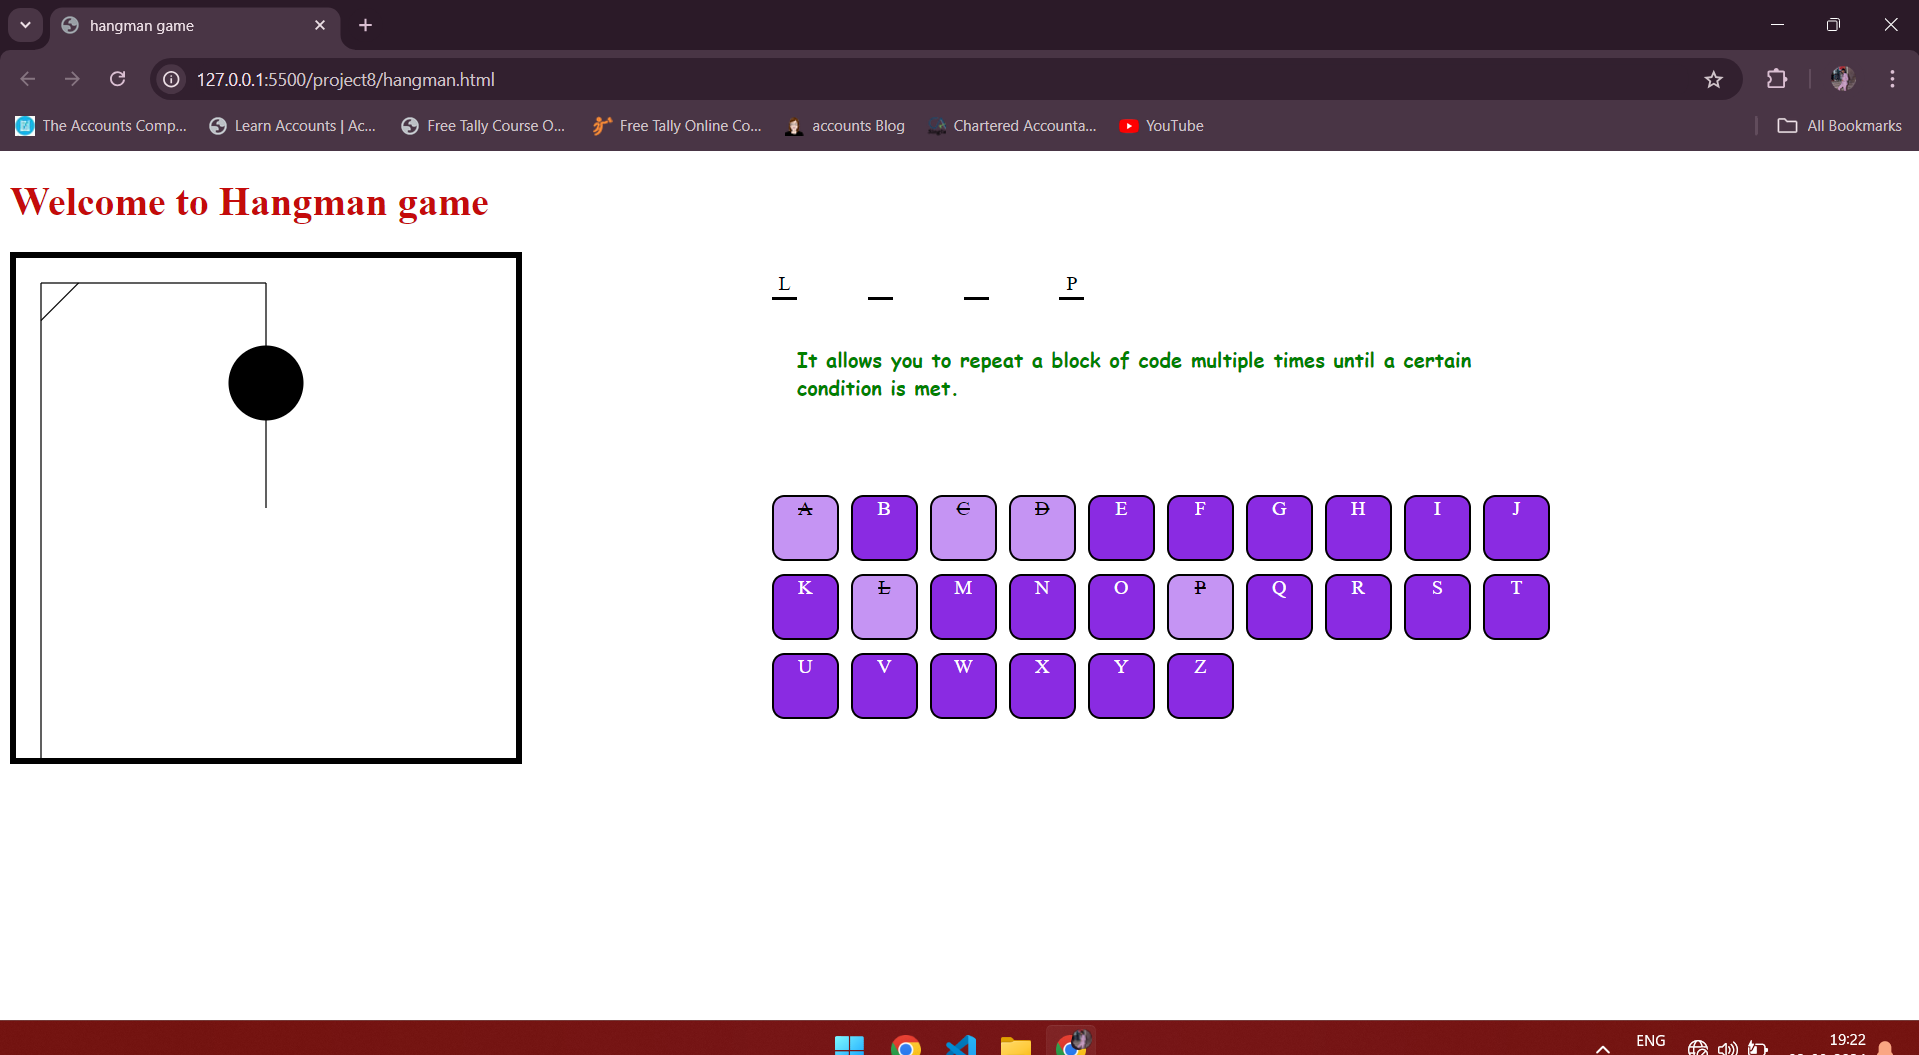 hangman game
127.0.0.1:5500/project8/hangman.html
The Accounts Comp... Learn Accounts | Ac... Free Tally Course O... Free Tally Online Co... accounts Blog Chartered Accounta... YouTube All Bookmarks
Welcome to Hangman game
L P
It allows you to repeat a block of code multiple times until a certain
condition is met.
A B C D E F G H I J
K L M N O P Q R S T
U V W X Y Z
ENG 19:22